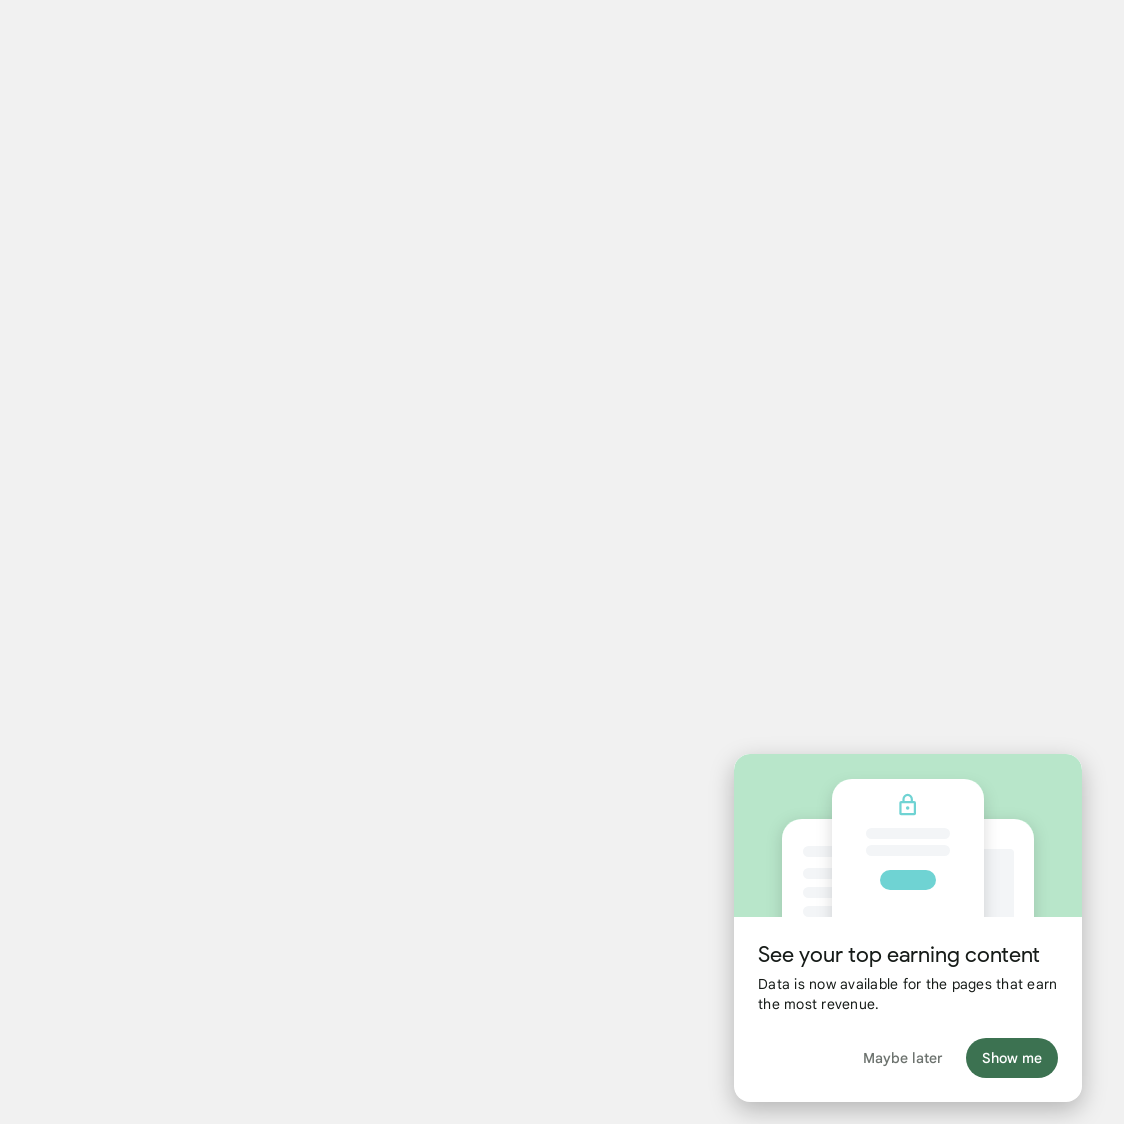 See your top earning content
Data is now available for the pages that earn
the most revenue.
Maybe later
Show me